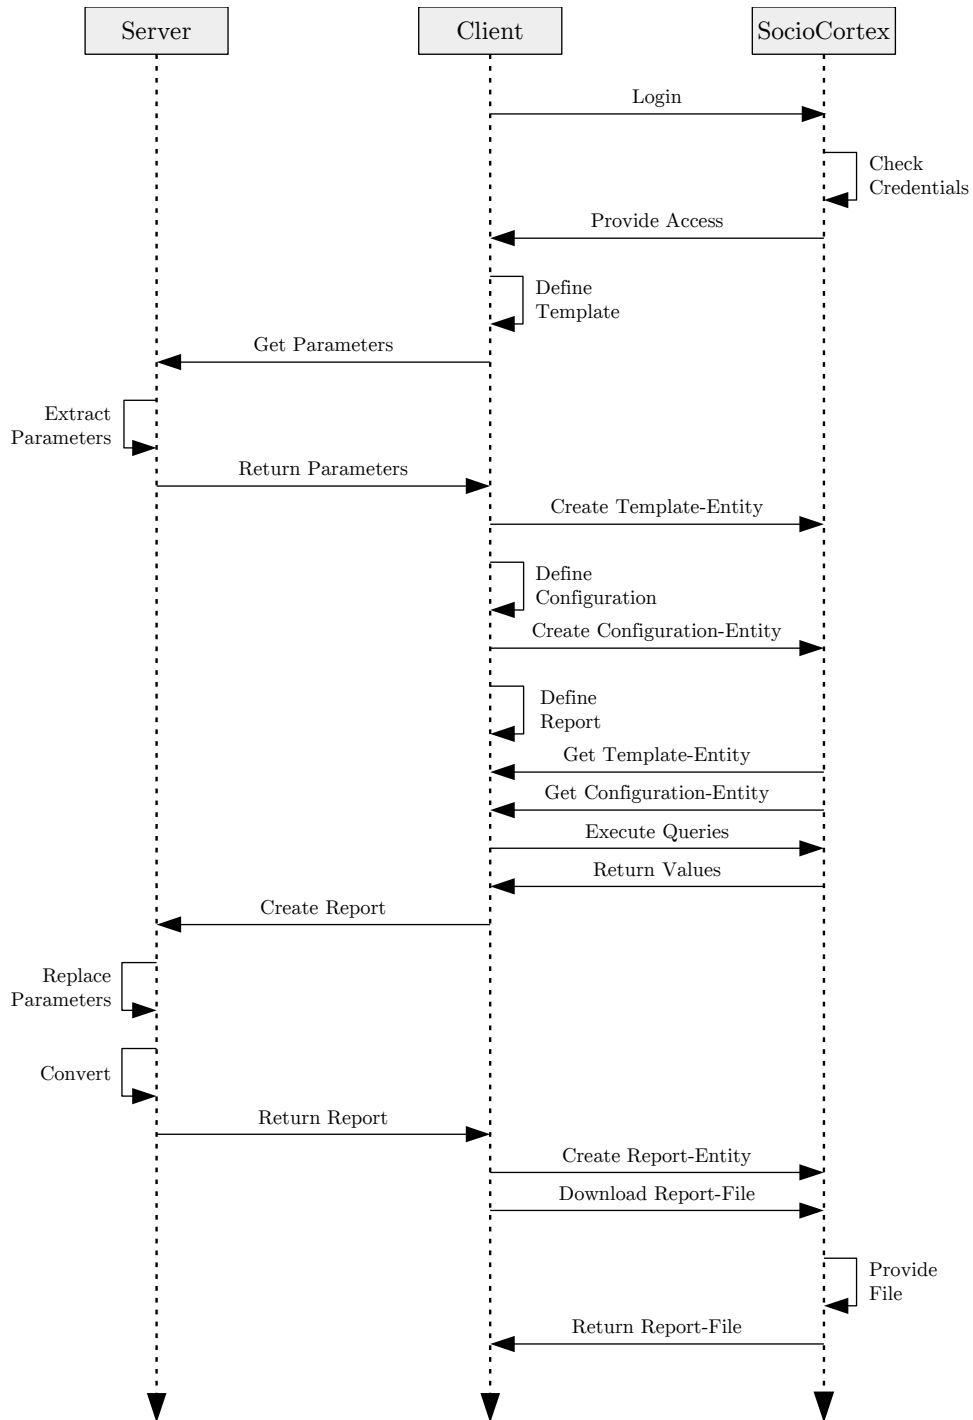 Server
Client
SocioCortex
Login
Check
Credentials
Provide Access
Define
Template
Get Parameters
Extract
Parameters
Return Parameters
Create Template-Entity
Define
Configuration
Create Configuration-Entity
Define
Report
Get Template-Entity
Get Configuration-Entity
Execute Queries
Return Values
Create Report
Replace
Parameters
Convert
Return Report
Create Report-Entity
Download Report-File
Provide
File
Return Report-File